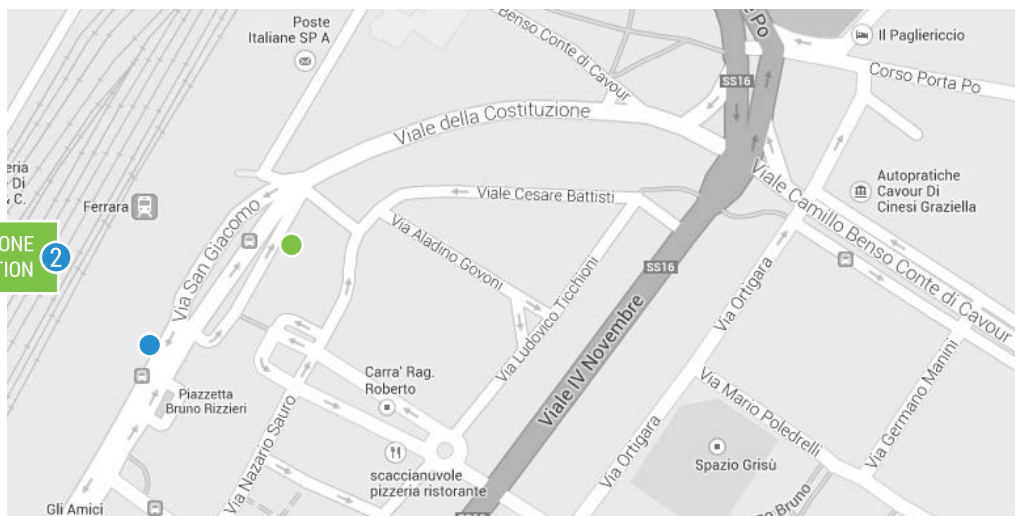 Poste
Italiane SP A
Benso Conte di Cavour
Po
Il Pagliericcio
Corso Porta Po
SS16
Viale della Costituzione
eria
Di
& C.
Ferrara
Viale Cesare Battisti
Autopratiche
Cavour Di
Cinesi Graziella
Viale Camillo Benso Conte di Cavour
ONE
TION
2
Via San Giacomo
Via Aladino Govoni
SS16
Via Ortigara
Via Ludovico Ticchioni
Viale IV Novembre
Carra' Rag.
Roberto
Piazzetta
Bruno Rizzieri
Via Mario Poledrelli
Via Germano Manini
Via Nazario Sauro
Via Ortigara
scaccianuvole
pizzeria ristorante
Spazio Grisù
Bruno
Gli Amici